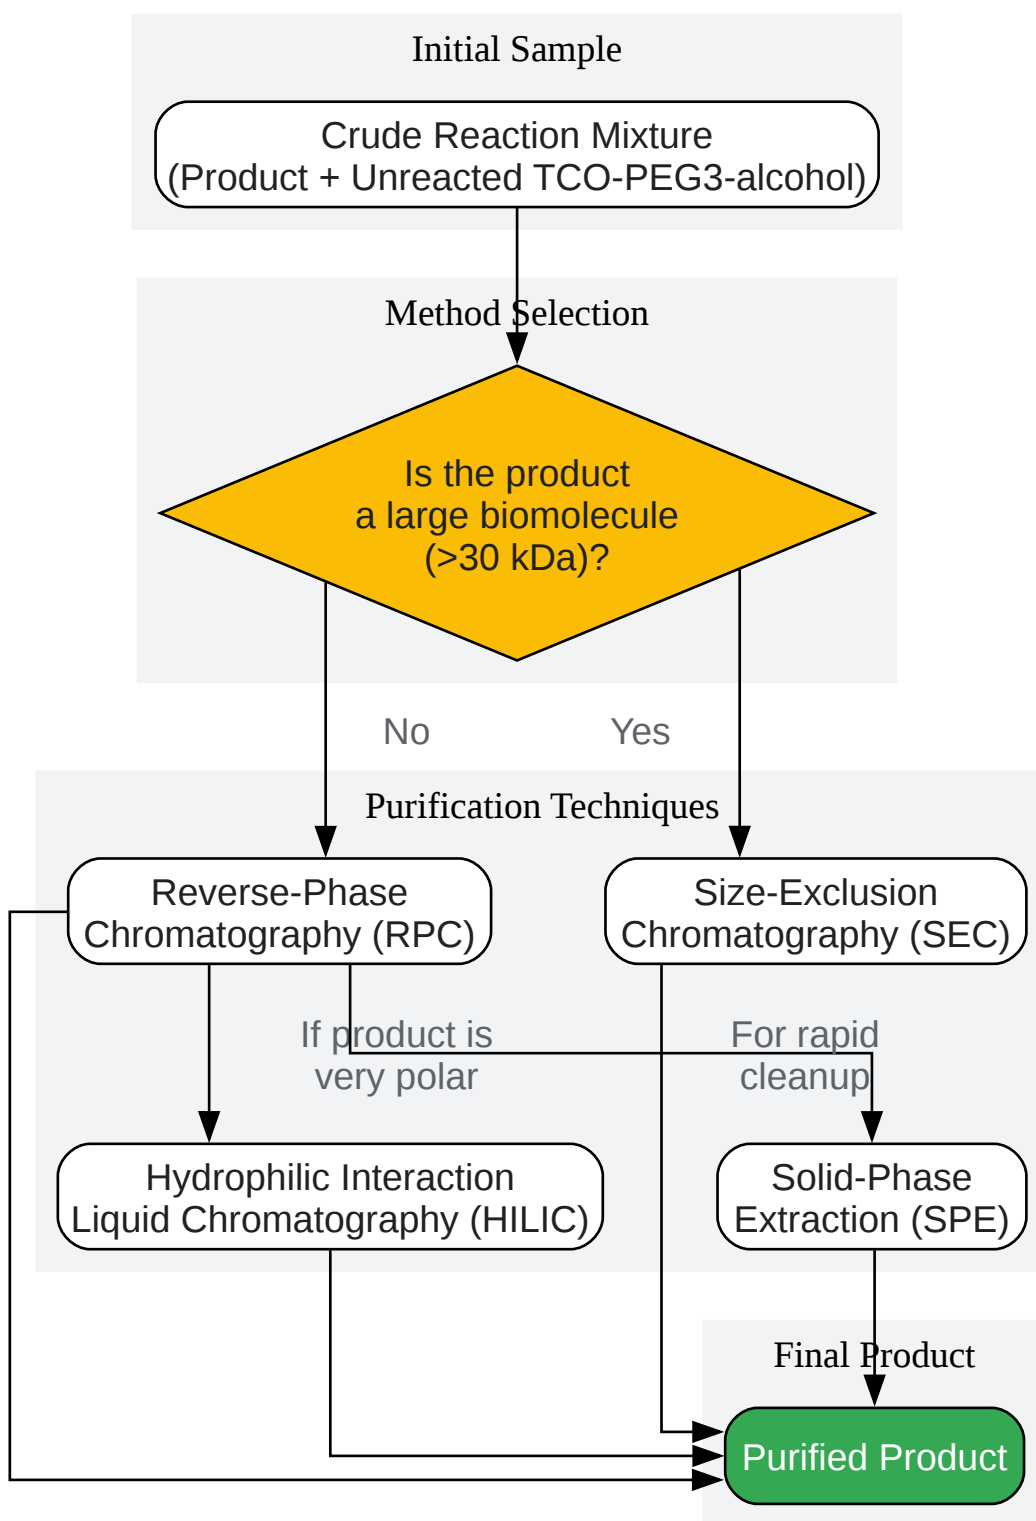 Initial Sample
Crude Reaction Mixture
(Product + Unreacted TCO-PEG3-alcohol)
Method Selection
Is the product
a large biomolecule
(>30 kDa)?
No
Yes
Purification Techniques
Reverse-Phase
Chromatography (RPC)
Size-Exclusion
Chromatography (SEC)
If product is
very polar
For rapid
cleanup
Hydrophilic Interaction
Liquid Chromatography (HILIC)
Solid-Phase
Extraction (SPE)
Final Product
Purified Product